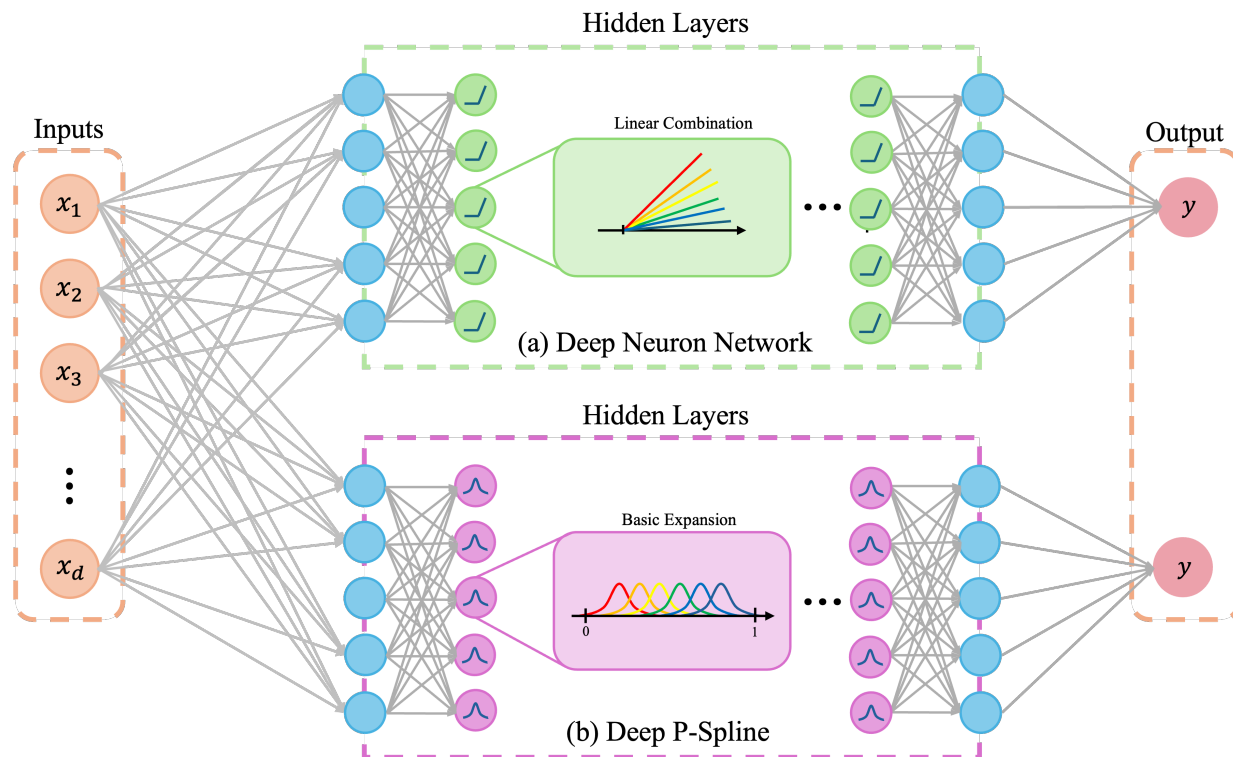 Hidden Layers
Inputs
Linear Combination
Output
x₁
x₂
x₃
x_d
y
(a) Deep Neuron Network
Hidden Layers
Basic Expansion
0
1
y
(b) Deep P-Spline